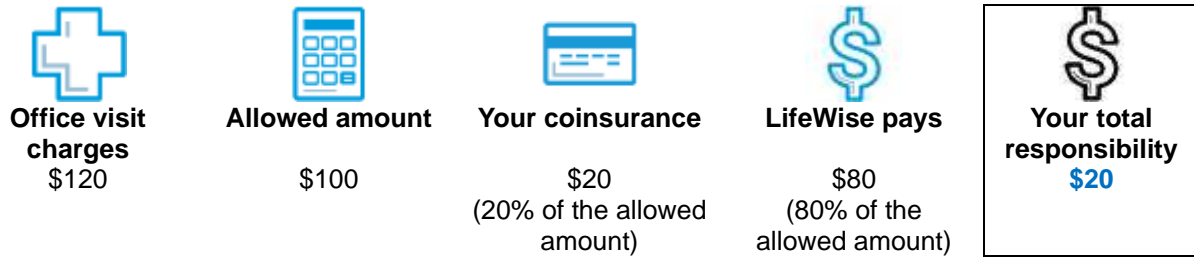 Office visit
charges
$120
Allowed amount
$100
Your coinsurance
$20
(20% of the allowed
amount)
LifeWise pays
$80
(80% of the
allowed amount)
Your total
responsibility
$20